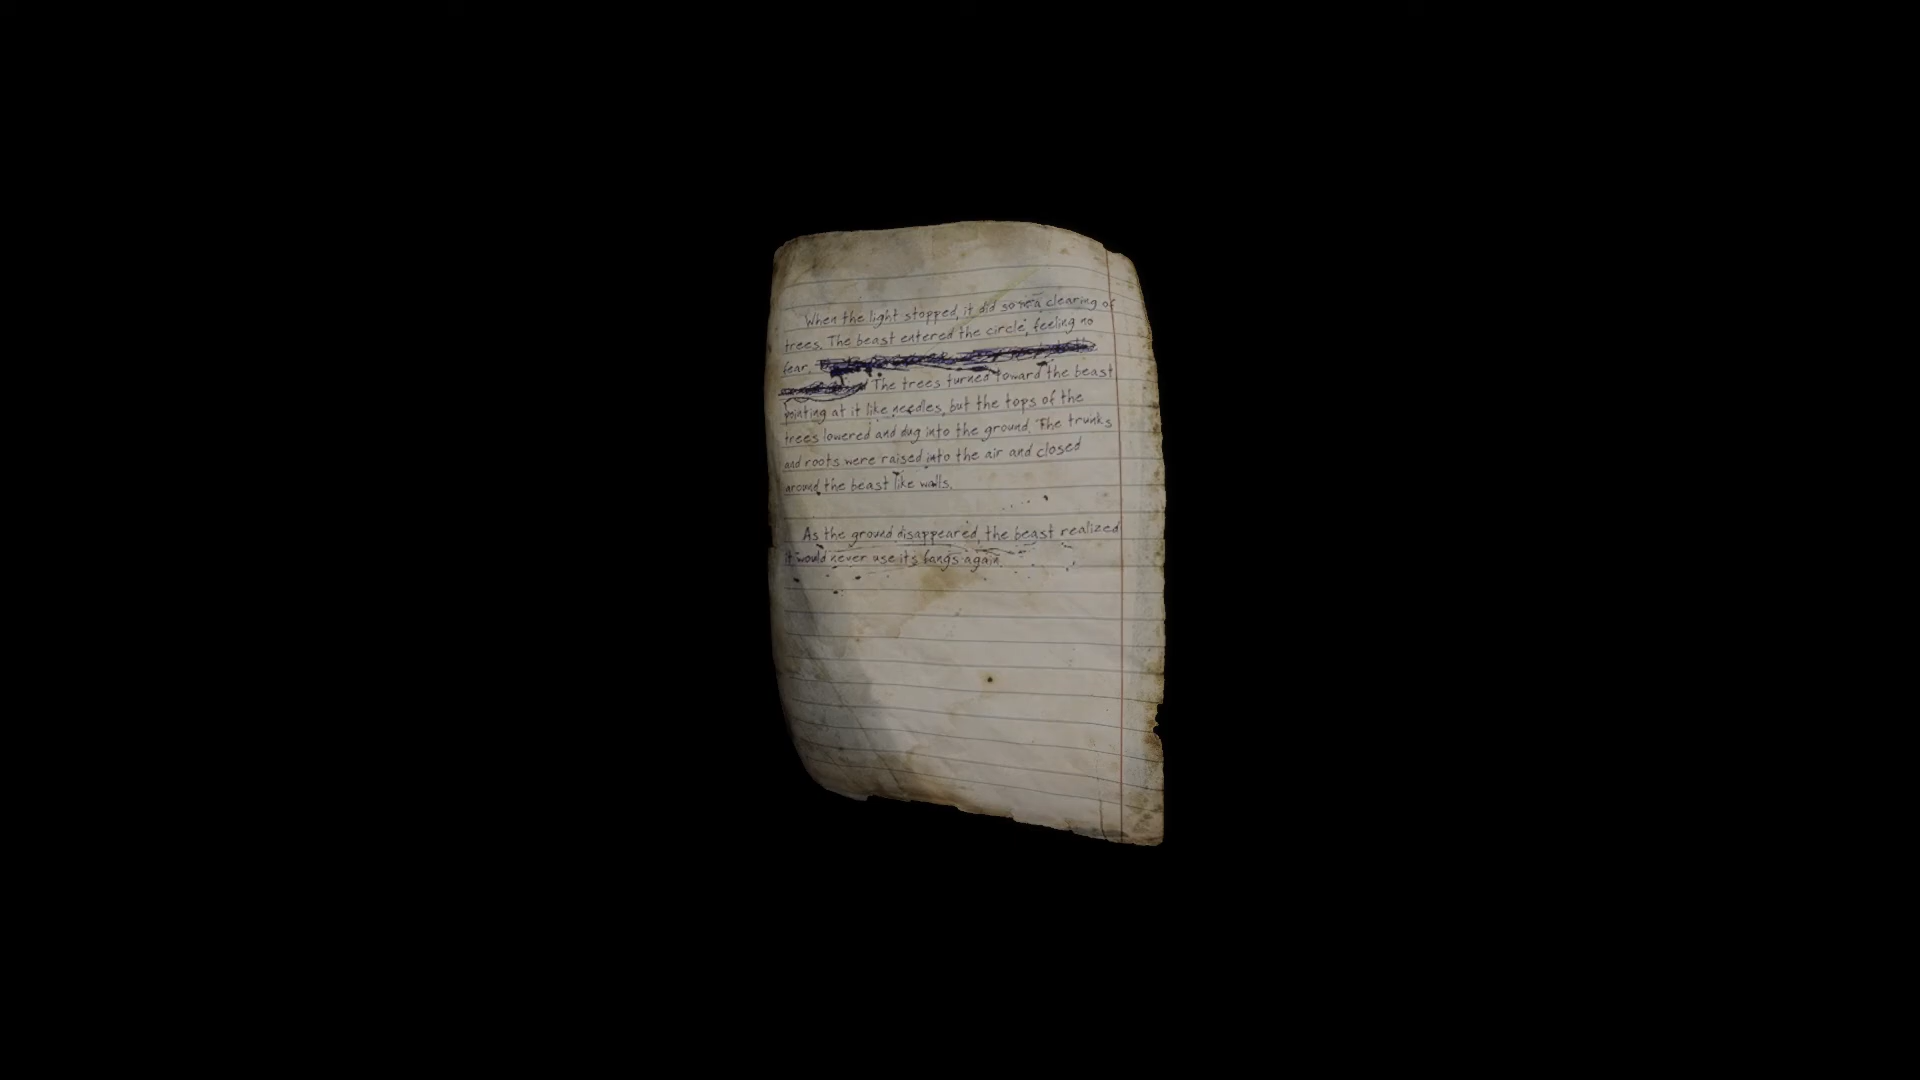 When the light stopped, it did so in a clearing of
trees. The beast entered the circle, feeling no
fear.
The trees turned toward the beast
pointing at it like needles, but the tops of the
trees lowered and dug into the ground. The trunks
and roots were raised into the air and closed
around the beast like walls.
As the ground disappeared, the beast realized
it would never use its fangs again.